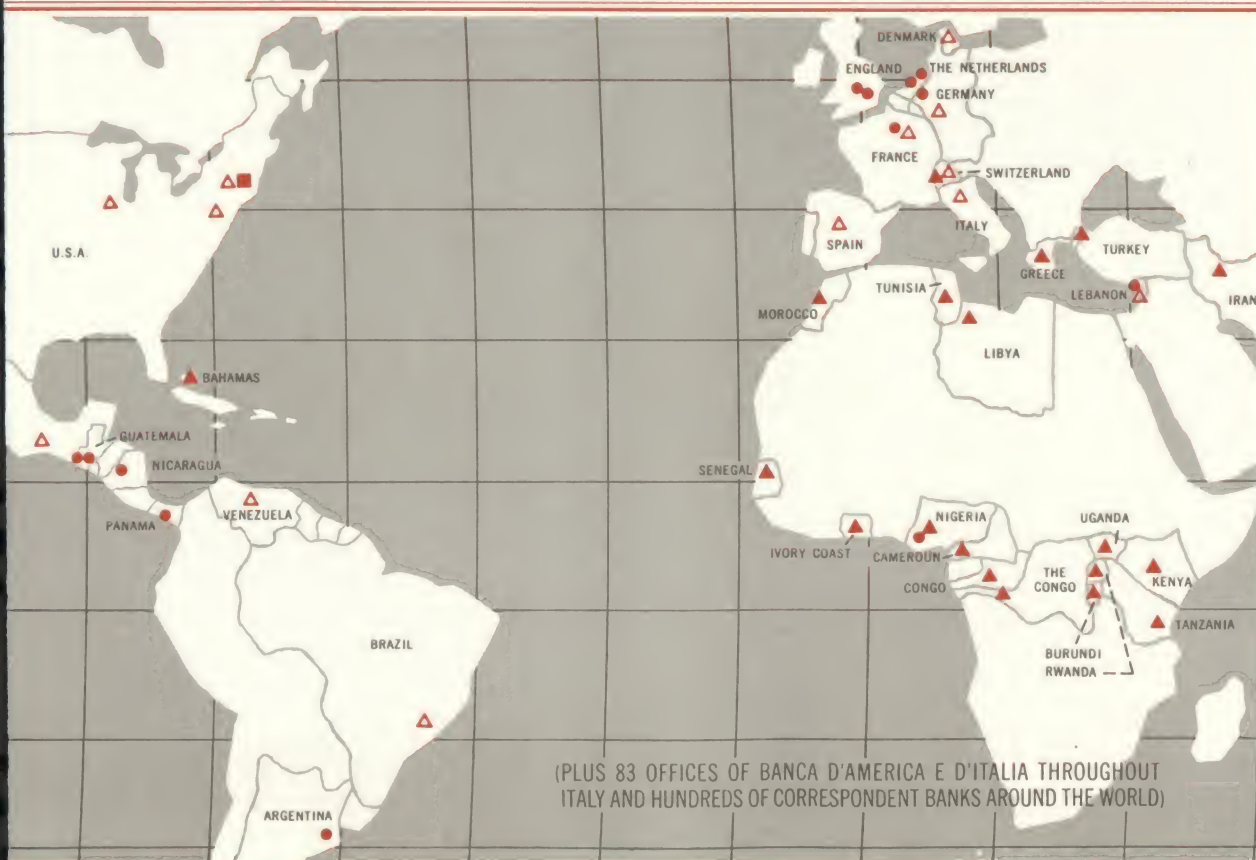 DENMARK
ENGLAND
THE NETHERLANDS
GERMANY
FRANCE
SWITZERLAND
U.S.A.
ITALY
SPAIN
TURKEY
GREECE
TUNISIA
LEBANON
IRAN
MOROCCO
LIBYA
BAHAMAS
GUATEMALA
NICARAGUA
SENEGAL
VENEZUELA
PANAMA
NIGERIA
UGANDA
IVORY COAST
CAMEROUN
THE
CONGO
KENYA
CONGO
TANZANIA
BRAZIL
BURUNDI
RWANDA
(PLUS 83 OFFICES OF BANCA D'AMERICA E D'ITALIA THROUGHOUT
ITALY AND HUNDREDS OF CORRESPONDENT BANKS AROUND THE WORLD)
ARGENTINA